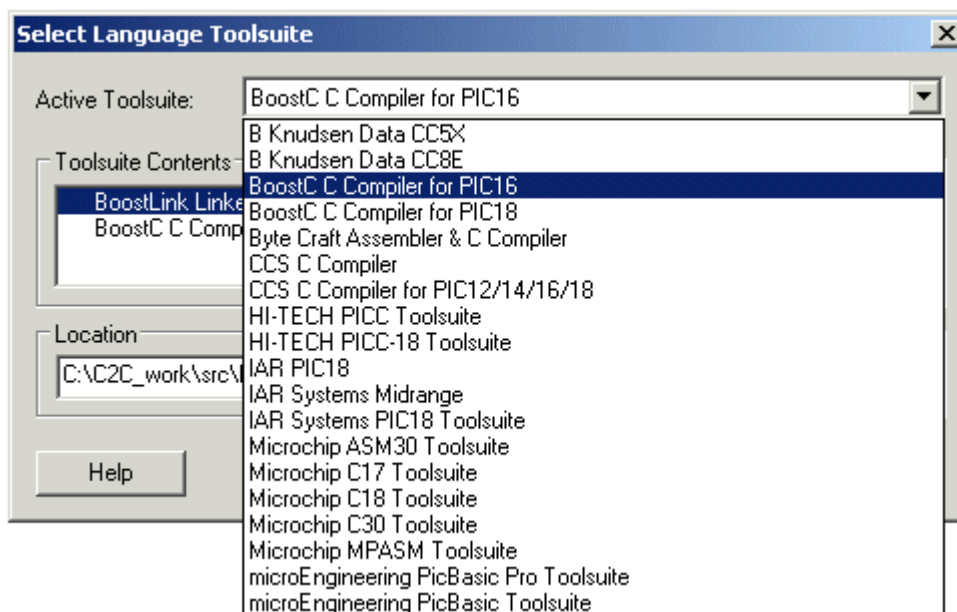 Select Language Toolsuite
Active Toolsuite:
BoostC C Compiler for PIC16
B Knudsen Data CC5X
B Knudsen Data CC8E
BoostC C Compiler for PIC16
BoostC C Compiler for PIC18
Byte Craft Assembler & C Compiler
CCS C Compiler
CCS C Compiler for PIC12/14/16/18
HI-TECH PICC Toolsuite
HI-TECH PICC-18 Toolsuite
IAR PIC18
IAR Systems Midrange
IAR Systems PIC18 Toolsuite
Microchip ASM30 Toolsuite
Microchip C17 Toolsuite
Microchip C18 Toolsuite
Microchip C30 Toolsuite
Microchip MPASM Toolsuite
microEngineering PicBasic Pro Toolsuite
microEngineering PicBasic Toolsuite
Toolsuite Contents
BoostLink Linke
BoostC C Comp
Location
C:\C2C_work\src\
Help